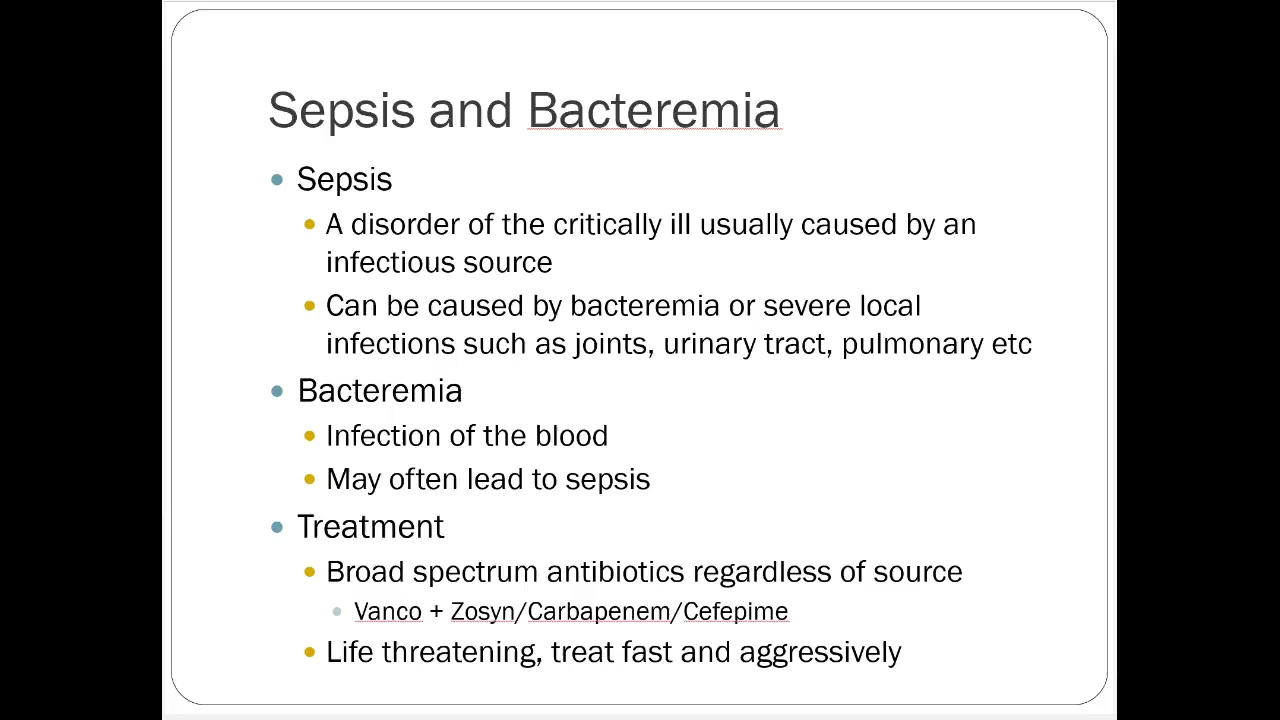 Sepsis and Bacteremia
Sepsis
A disorder of the critically ill usually caused by an
infectious source
Can be caused by bacteremia or severe local
infections such as joints, urinary tract, pulmonary etc
Bacteremia
Infection of the blood
May often lead to sepsis
Treatment
Broad spectrum antibiotics regardless of source
Vanco + Zosyn/Carbapenem/Cefepime
Life threatening, treat fast and aggressively